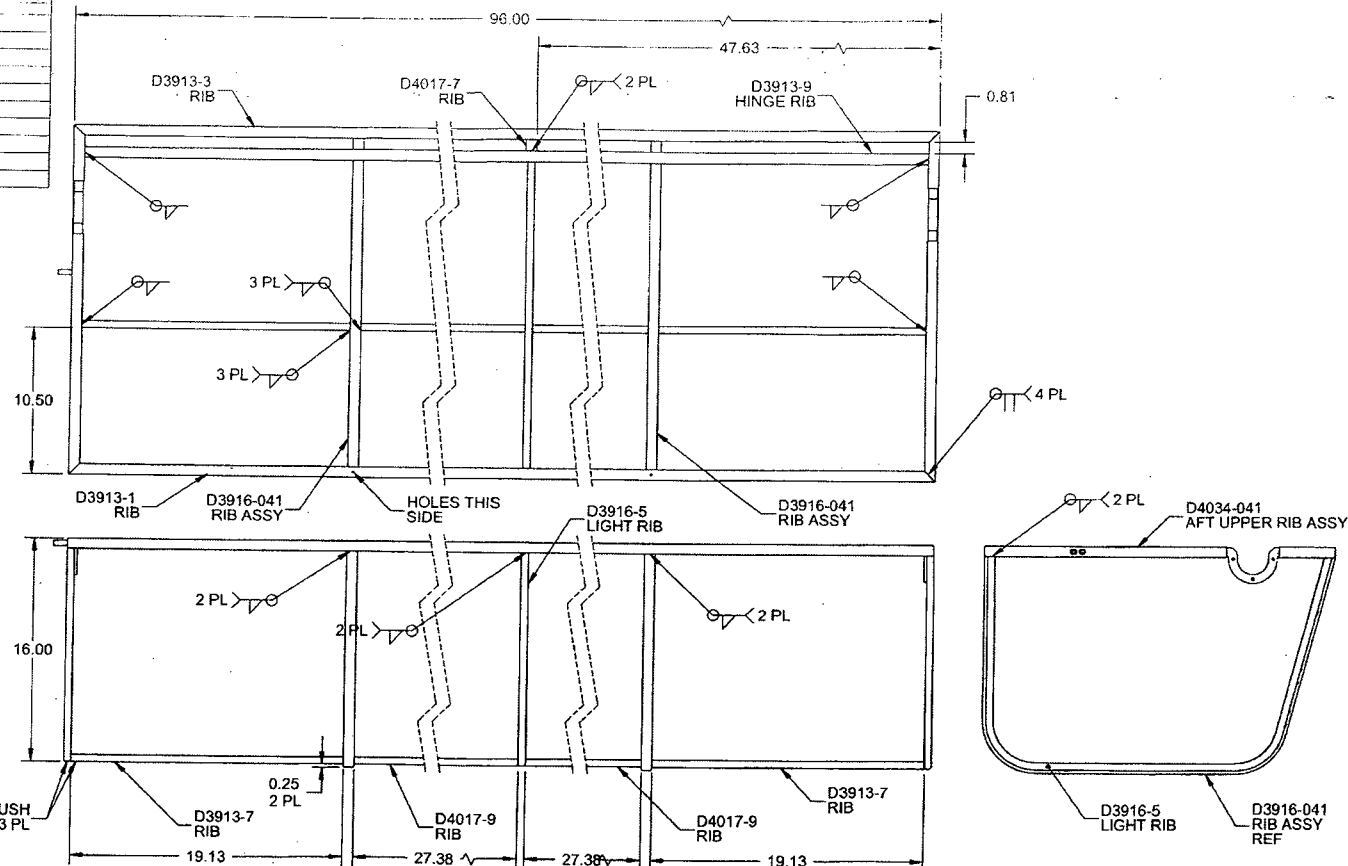 96.00
47.63
D3913-3
RIB
D4017-7
RIB
2 PL
D3913-9
HINGE RIB
0.81
3 PL
3 PL
10.50
4 PL
D3913-1
RIB
D3916-041
RIB ASSY
HOLES THIS
SIDE
D3916-5
LIGHT RIB
D3916-041
RIB ASSY
2 PL
D4034-041
AFT UPPER RIB ASSY
2 PL
2 PL
2 PL
16.00
0.25
2 PL
USH
3 PL
D3913-7
RIB
D4017-9
RIB
D4017-9
RIB
D3913-7
RIB
D3916-5
LIGHT RIB
D3916-041
RIB ASSY
REF
19.13
27.38
27.38
19.13